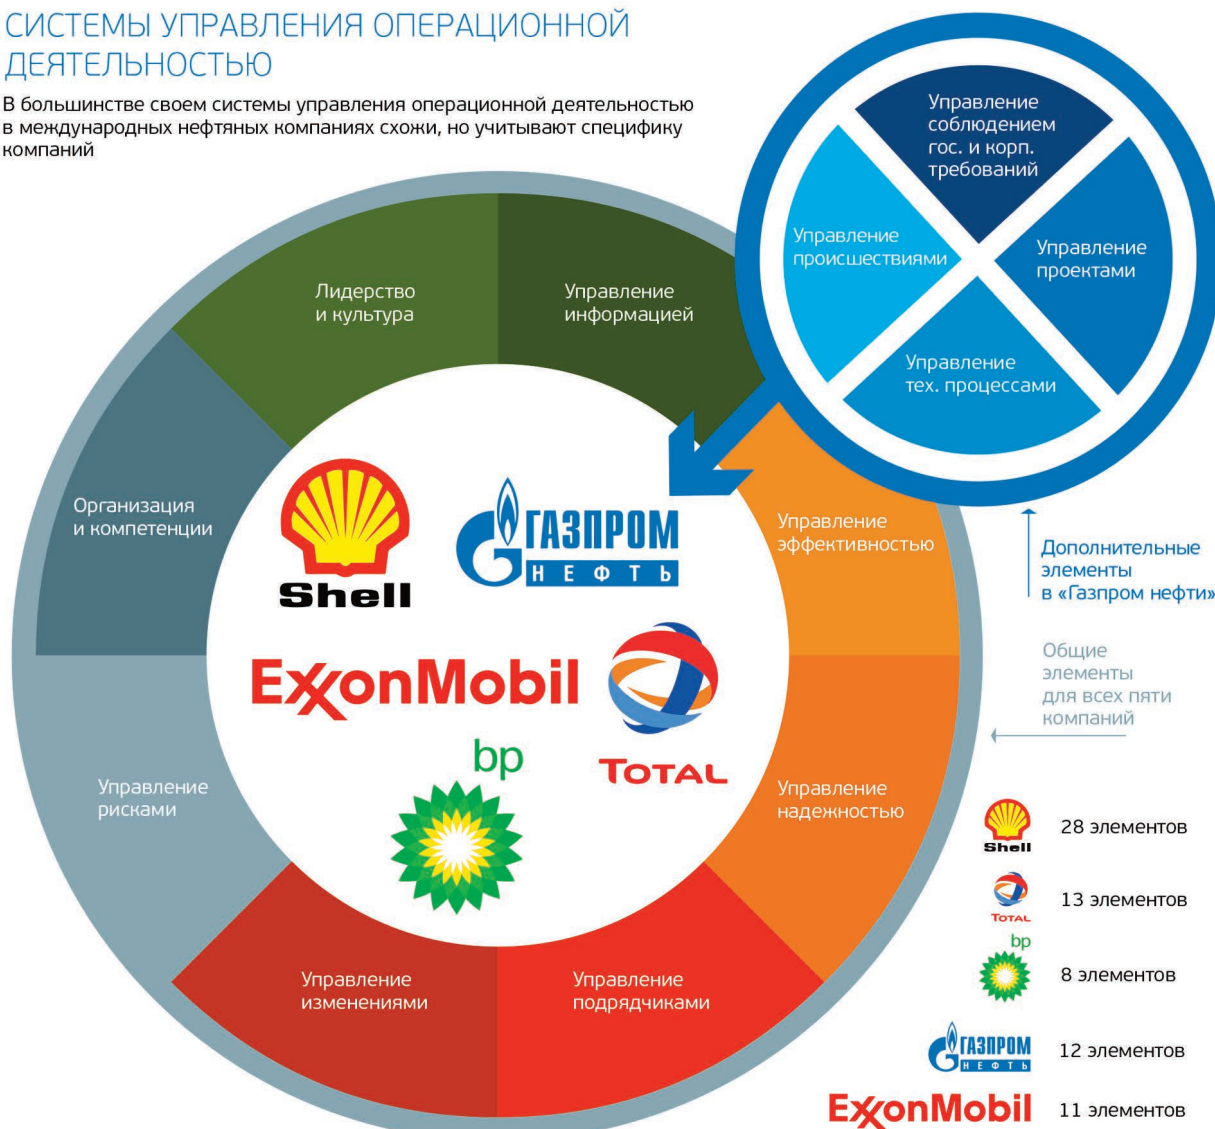 СИСТЕМЫ УПРАВЛЕНИЯ ОПЕРАЦИОННОЙ
ДЕЯТЕЛЬНОСТЬЮ
В большинстве своем системы управления операционной деятельностью
в международных нефтяных компаниях схожи, но учитывают специфику
компаний
Управление
соблюдением
гос. и корп.
требований
Управление
происшествиями
Управление
проектами
Управление
тех. процессами
Лидерство
и культура
Управление
информацией
Организация
и компетенции
Управление
эффективностью
Управление
рисками
Управление
надежностью
Управление
изменениями
Управление
подрядчиками
Shell
ГАЗПРОМ
НЕФТЬ
ExxonMobil
TOTAL
bp
Дополнительные
элементы
в «Газпром нефти»
Общие
элементы
для всех пяти
компаний
Shell
28 элементов
TOTAL
13 элементов
bp
8 элементов
ГАЗПРОМ
НЕФТЬ
12 элементов
ExxonMobil
11 элементов